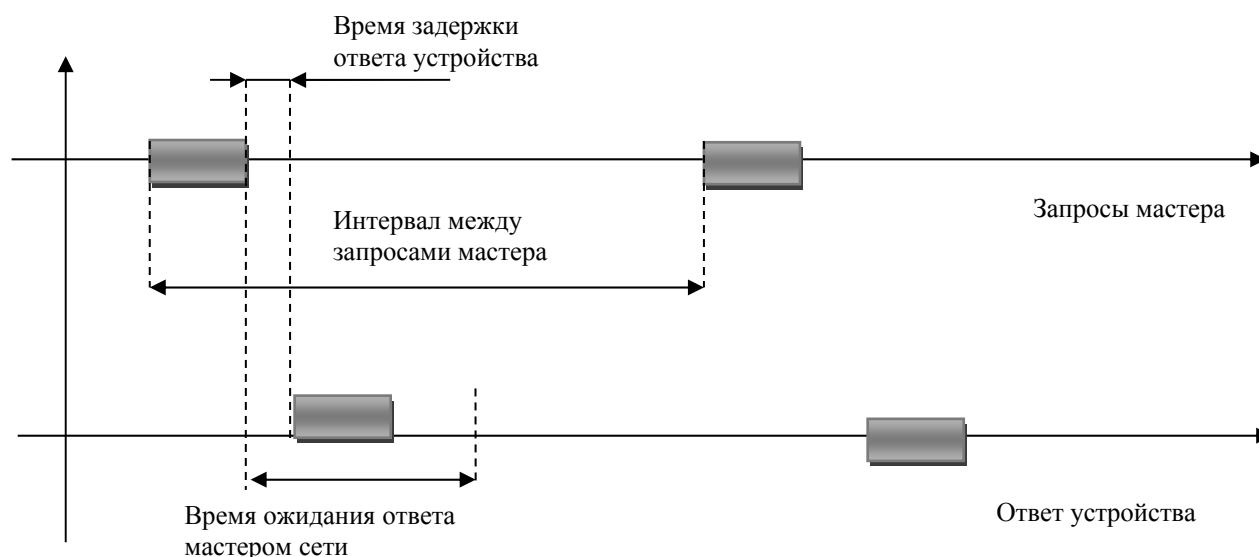 Время задержки
ответа устройства
Запросы мастера
Интервал между
запросами мастера
Ответ устройства
Время ожидания ответа
мастером сети